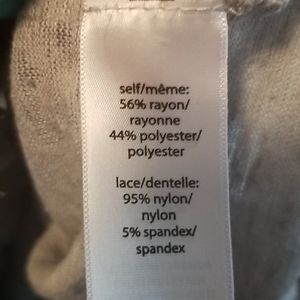 self/même:
56% rayon/
rayonne
44% polyester/
polyester
lace/dentelle:
95% nylon/
nylon
5% spandex/
spandex